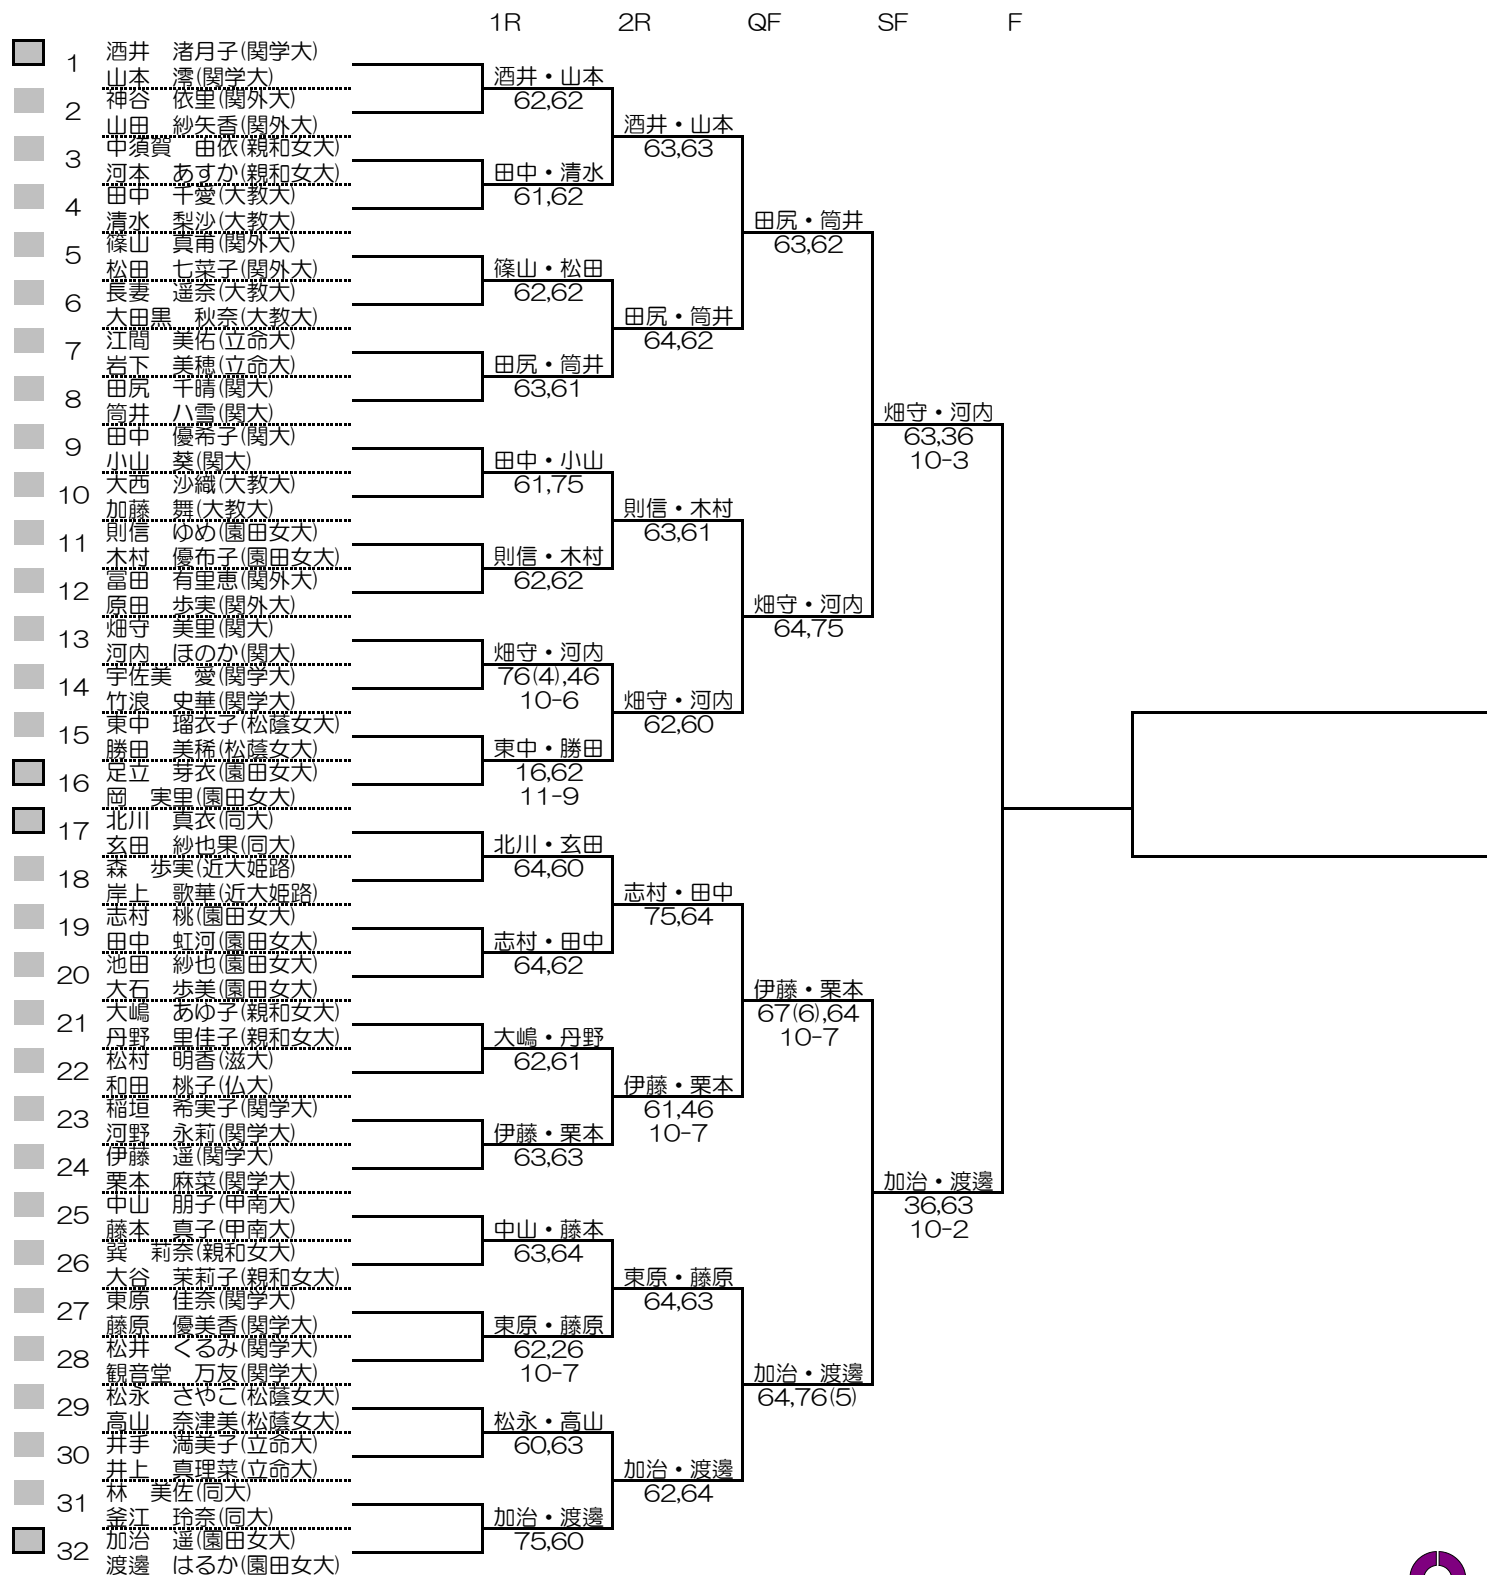 1R 2R QF SF F
1 酒井 渚月子(関学大)
山本 澪(関学大)
2 神谷 依里(関外大)
山田 紗矢香(関外大)
3 中須賀 由依(親和女大)
河本 あすか(親和女大)
4 田中 千愛(大教大)
清水 梨沙(大教大)
5 篠山 真甫(関外大)
松田 七菜子(関外大)
6 長妻 遥奈(大教大)
大田黒 秋奈(大教大)
7 江間 美佑(立命大)
岩下 美穂(立命大)
8 田尻 千晴(関大)
筒井 八雪(関大)
9 田中 優希子(関大)
小山 葵(関大)
10 大西 沙織(大教大)
加藤 舞(大教大)
11 則信 ゆめ(園田女大)
木村 優布子(園田女大)
12 冨田 有里恵(関外大)
原田 歩実(関外大)
13 畑守 美里(関大)
河内 ほのか(関大)
14 宇佐美 愛(関学大)
竹浪 史華(関学大)
15 東中 瑠衣子(松蔭女大)
勝田 美稀(松蔭女大)
16 足立 芽衣(園田女大)
岡 実里(園田女大)
17 北川 真衣(同大)
玄田 紗也果(同大)
18 森 歩実(近大姫路)
岸上 歌華(近大姫路)
19 志村 桃(園田女大)
田中 虹河(園田女大)
20 池田 紗也(園田女大)
大石 歩美(園田女大)
21 大嶋 あゆ子(親和女大)
丹野 里佳子(親和女大)
22 松村 明香(滋大)
和田 桃子(仏大)
23 稲垣 希実子(関学大)
河野 永莉(関学大)
24 伊藤 遥(関学大)
栗本 麻菜(関学大)
25 中山 朋子(甲南大)
藤本 真子(甲南大)
26 巽 莉奈(親和女大)
大谷 茉莉子(親和女大)
27 東原 佳奈(関学大)
藤原 優美香(関学大)
28 松井 くるみ(関学大)
観音堂 万友(関学大)
29 松永 さやこ(松蔭女大)
高山 奈津美(松蔭女大)
30 井手 満美子(立命大)
井上 真理菜(立命大)
31 林 美佐(同大)
釜江 玲奈(同大)
32 加治 遥(園田女大)
渡邊 はるか(園田女大)
酒井・山本
62,62
田中・清水
61,62
篠山・松田
62,62
田尻・筒井
63,61
田中・小山
61,75
則信・木村
62,62
畑守・河内
76(4),46
10-6
東中・勝田
16,62
11-9
北川・玄田
64,60
志村・田中
64,62
大嶋・丹野
62,61
伊藤・栗本
63,63
中山・藤本
63,64
東原・藤原
62,26
10-7
松永・高山
60,63
加治・渡邊
75,60
酒井・山本
63,63
田尻・筒井
64,62
則信・木村
63,61
畑守・河内
62,60
志村・田中
75,64
伊藤・栗本
61,46
10-7
東原・藤原
64,63
加治・渡邊
62,64
田尻・筒井
63,62
畑守・河内
64,75
伊藤・栗本
67(6),64
10-7
加治・渡邊
64,76(5)
畑守・河内
63,36
10-3
加治・渡邊
36,63
10-2